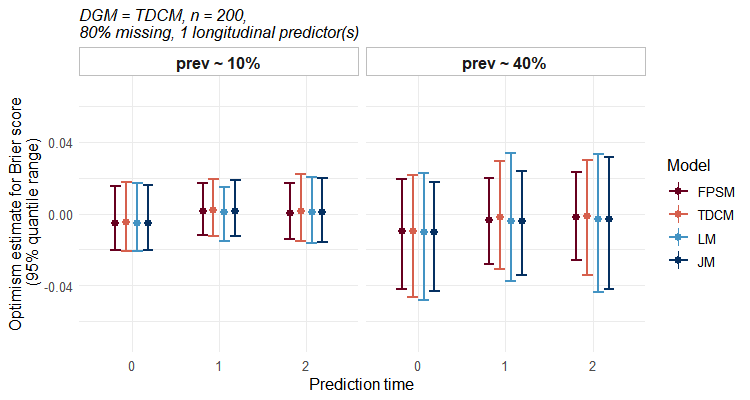 DGM = TDCM, n = 200,
80% missing, 1 longitudinal predictor(s)
prev ~ 10%
prev ~ 40%
Optimism estimate for Brier score
(95% quantile range)
0.04
0.00
-0.04
0
1
2
0
1
2
Prediction time
Model
FPSM
TDCM
LM
JM